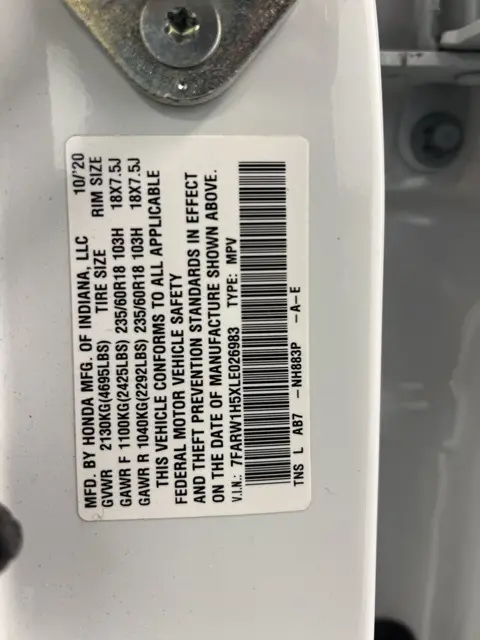 MFD. BY HONDA MFG. OF INDIANA, LLC 10/'20
GVWR 2130KG(4695LBS) TIRE SIZE RIM SIZE
GAWR F 1100KG(2425LBS) 235/60R18 103H 18X7.5J
GAWR R 1040KG(2292LBS) 235/60R18 103H 18X7.5J
THIS VEHICLE CONFORMS TO ALL APPLICABLE
FEDERAL MOTOR VEHICLE SAFETY
AND THEFT PREVENTION STANDARDS IN EFFECT
ON THE DATE OF MANUFACTURE SHOWN ABOVE.
V.I.N.: 7FARW1H5XLE026983 TYPE: MPV
TNS L AB7 -NH883P -A-E